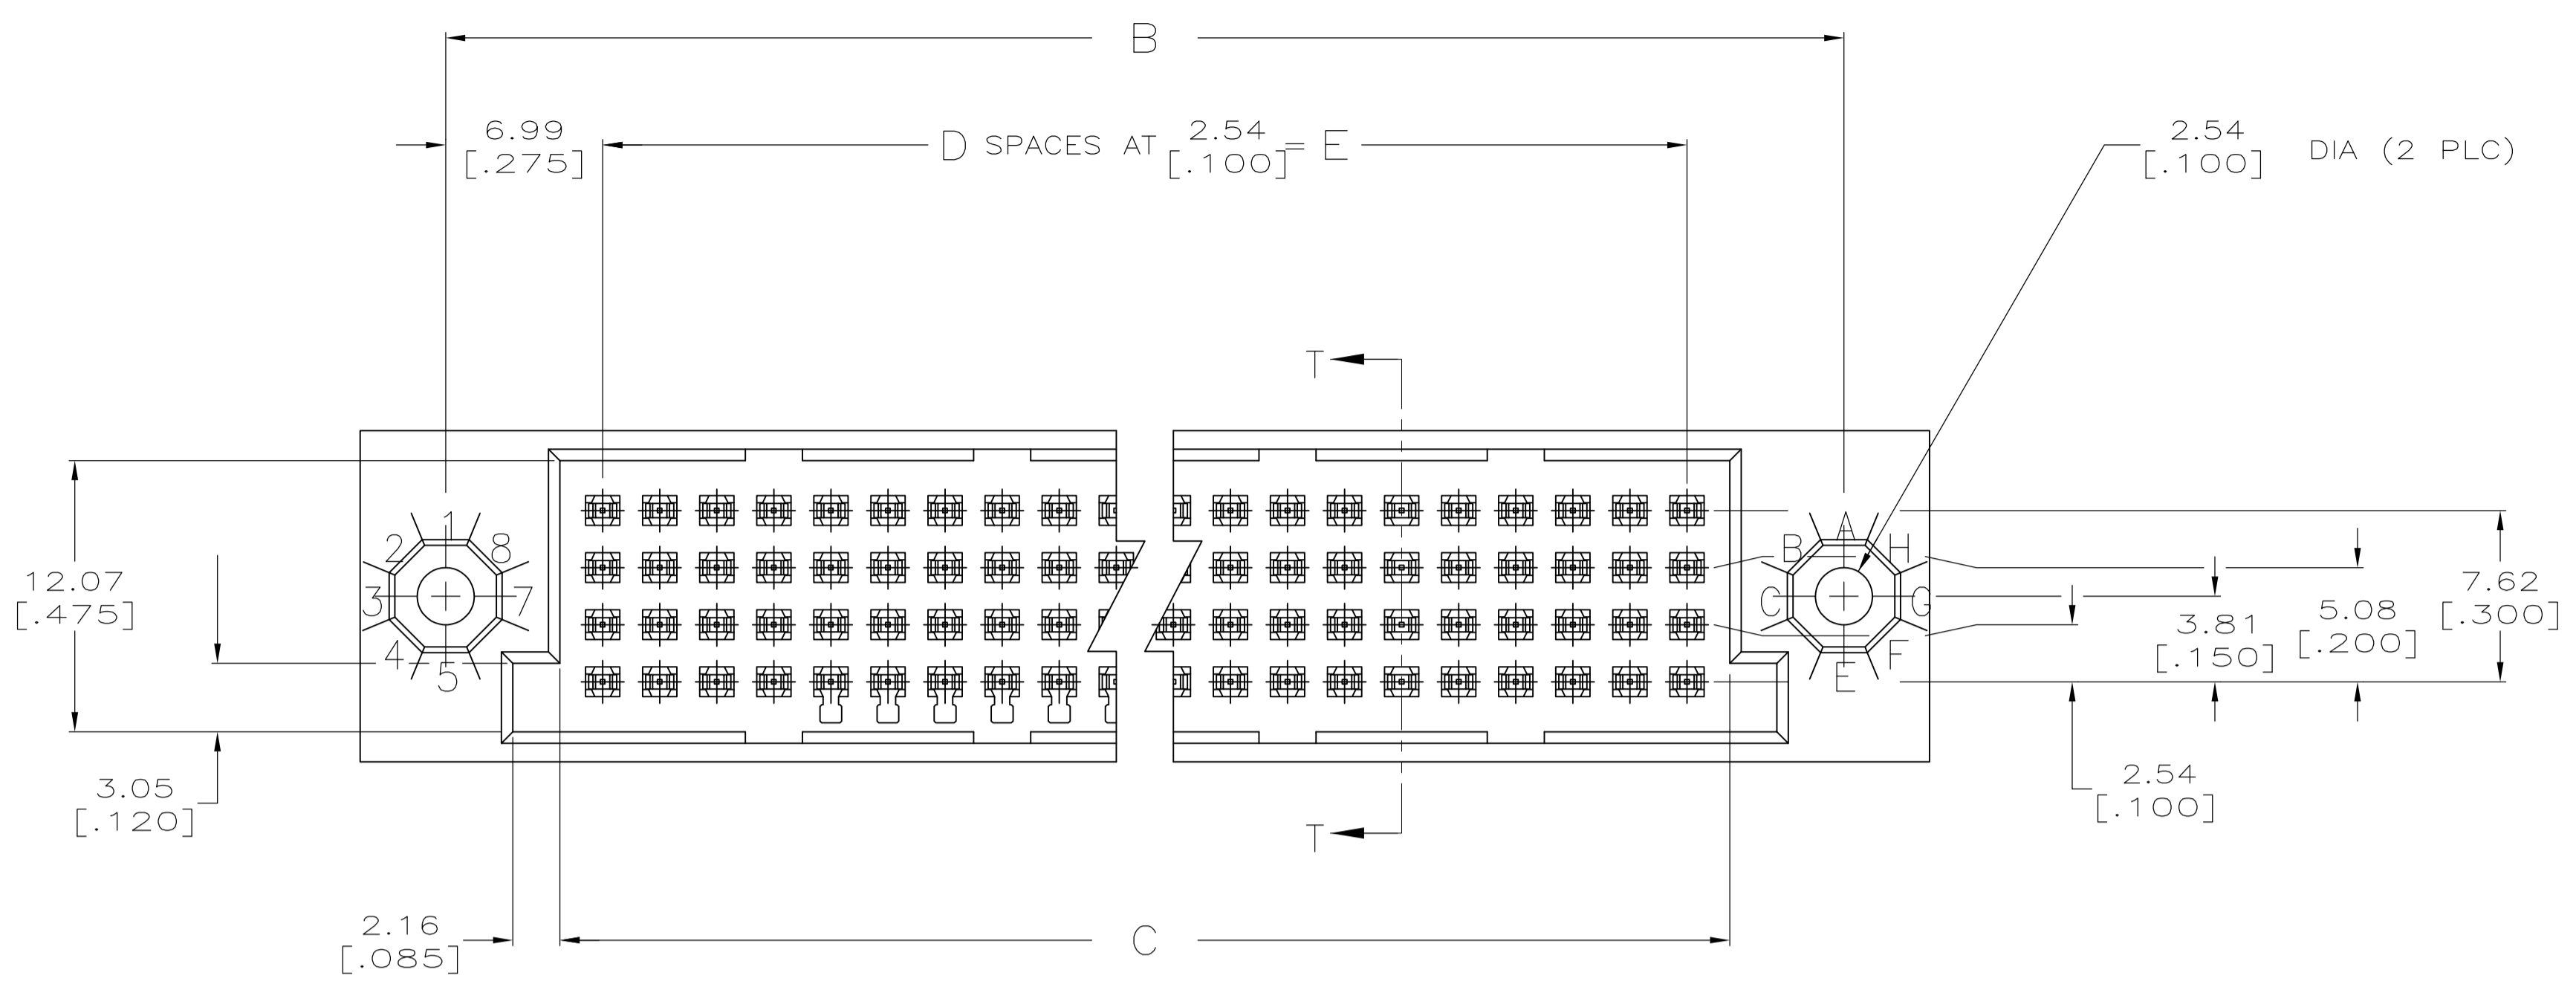 B
6.99
[.275]
D SPACES AT 2.54 [.100] = E
2.54
[.100]
DIA (2 PLC)
T
1
2
8
3
7
4
5
A
B
H
C
G
F
E
12.07
[.475]
7.62
[.300]
5.08
[.200]
3.81
[.150]
3.05
[.120]
2.54
[.100]
T
2.16
[.085]
C